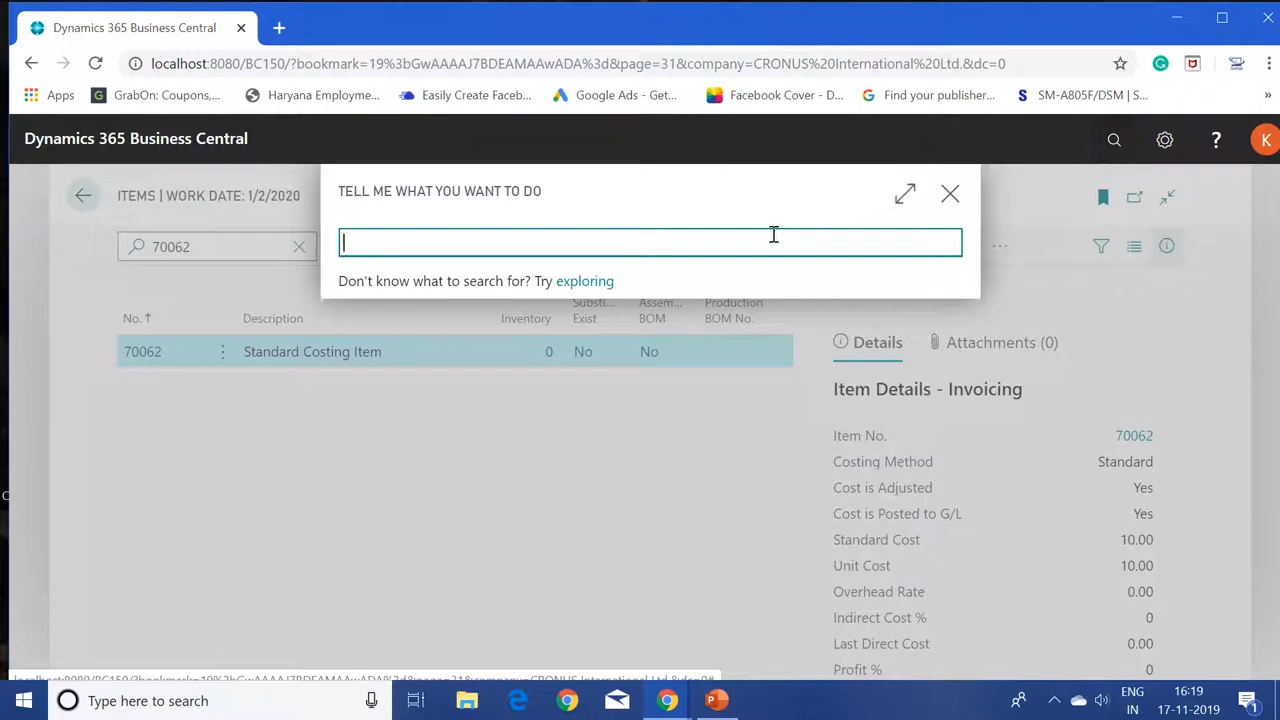 Dynamics 365 Business Central
localhost:8080/BC150/?bookmark=19%3bGwAAAAJ7BDEAMAAwADA%3d&page=31&company=CRONUS%20International%20Ltd.&dc=0
Apps
GrabOn: Coupons,...
Haryana Employme...
Easily Create Faceb...
Google Ads - Get...
Facebook Cover - D...
Find your publisher...
SM-A805F/DSM | S...
»
Dynamics 365 Business Central
?
K
ITEMS | WORK DATE: 1/2/2020
TELL ME WHAT YOU WANT TO DO
70062
Don't know what to search for? Try exploring
No. ↑
Description
Inventory
Substi...
Exist
Assem...
BOM
Production
BOM No.
70062
Standard Costing Item
0
No
No
Details
Attachments (0)
Item Details - Invoicing
Item No. 70062
Costing Method Standard
Cost is Adjusted Yes
Cost is Posted to G/L Yes
Standard Cost 10.00
Unit Cost 10.00
Overhead Rate 0.00
Indirect Cost % 0
Last Direct Cost 0.00
Profit % 0
Type here to search
ENG
IN
16:19
17-11-2019
1